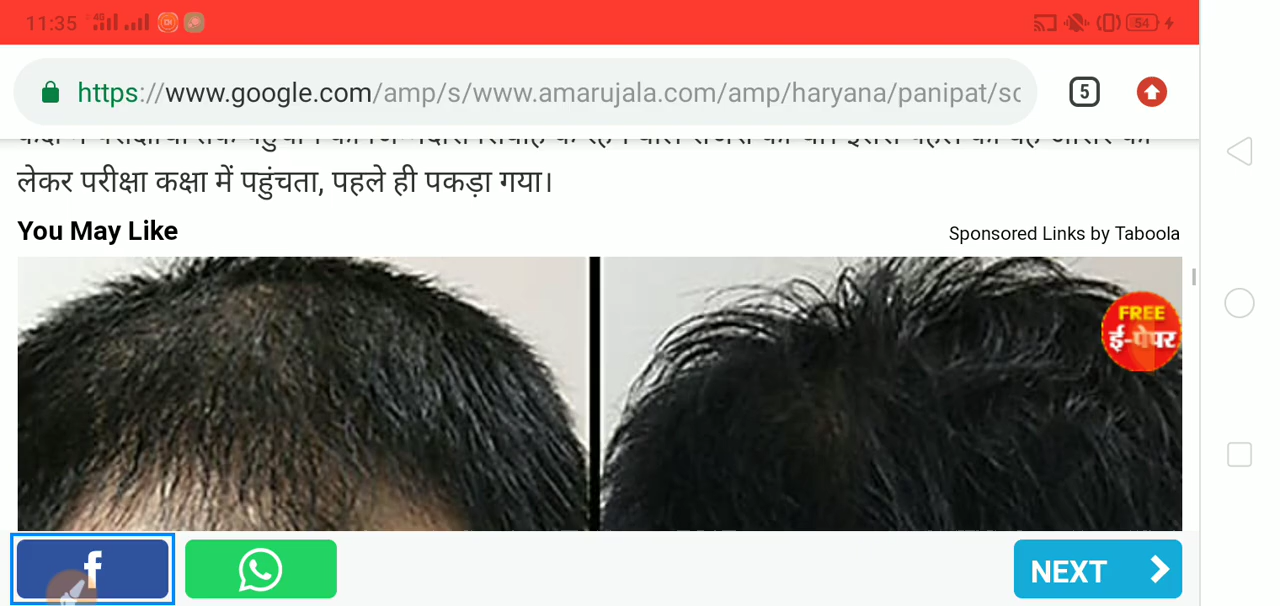 11:35 4G 54
https://www.google.com/amp/s/www.amarujala.com/amp/haryana/panipat/sc
5
लेकर परीक्षा कक्षा में पहुंचता, पहले ही पकड़ा गया।
You May Like
Sponsored Links by Taboola
FREE
ई-पेपर
NEXT